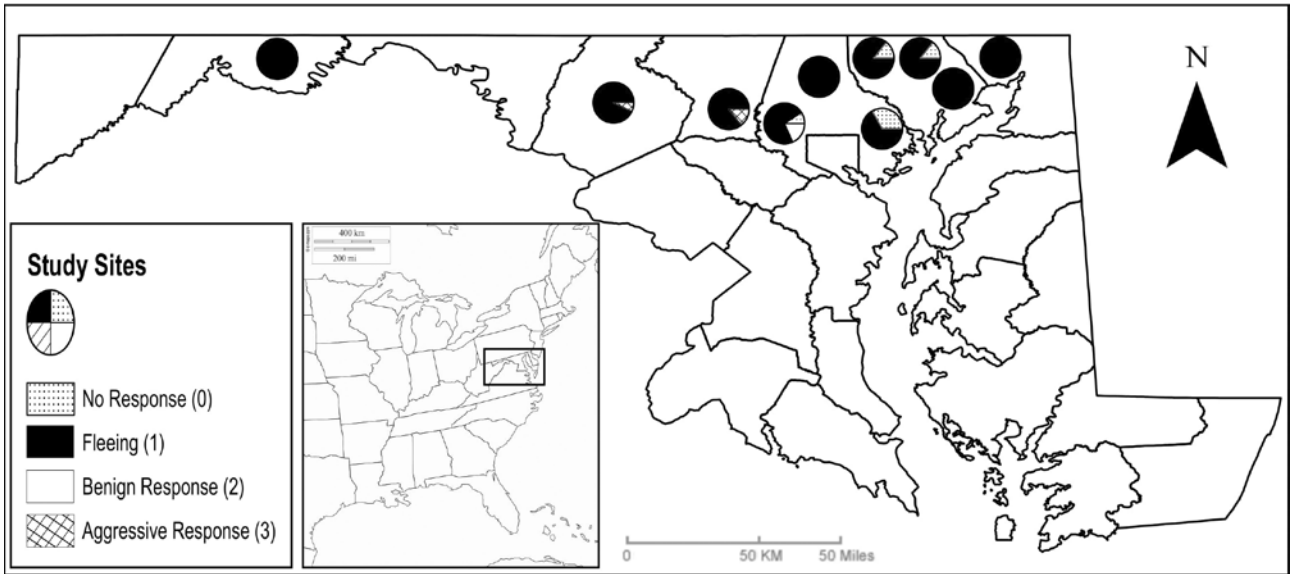 N
Study Sites
No Response (0)
Fleeing (1)
Benign Response (2)
Aggressive Response (3)
400 km
200 mi
0 50 KM 50 Miles